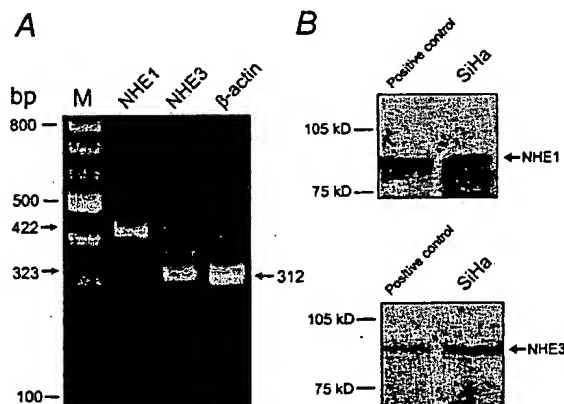 A
bp M NHE1 NHE3 β-actin
800
500
422
323
312
100
B
Positive control SiHa
105 kD
NHE1
75 kD
Positive control SiHa
105 kD
NHE3
75 kD